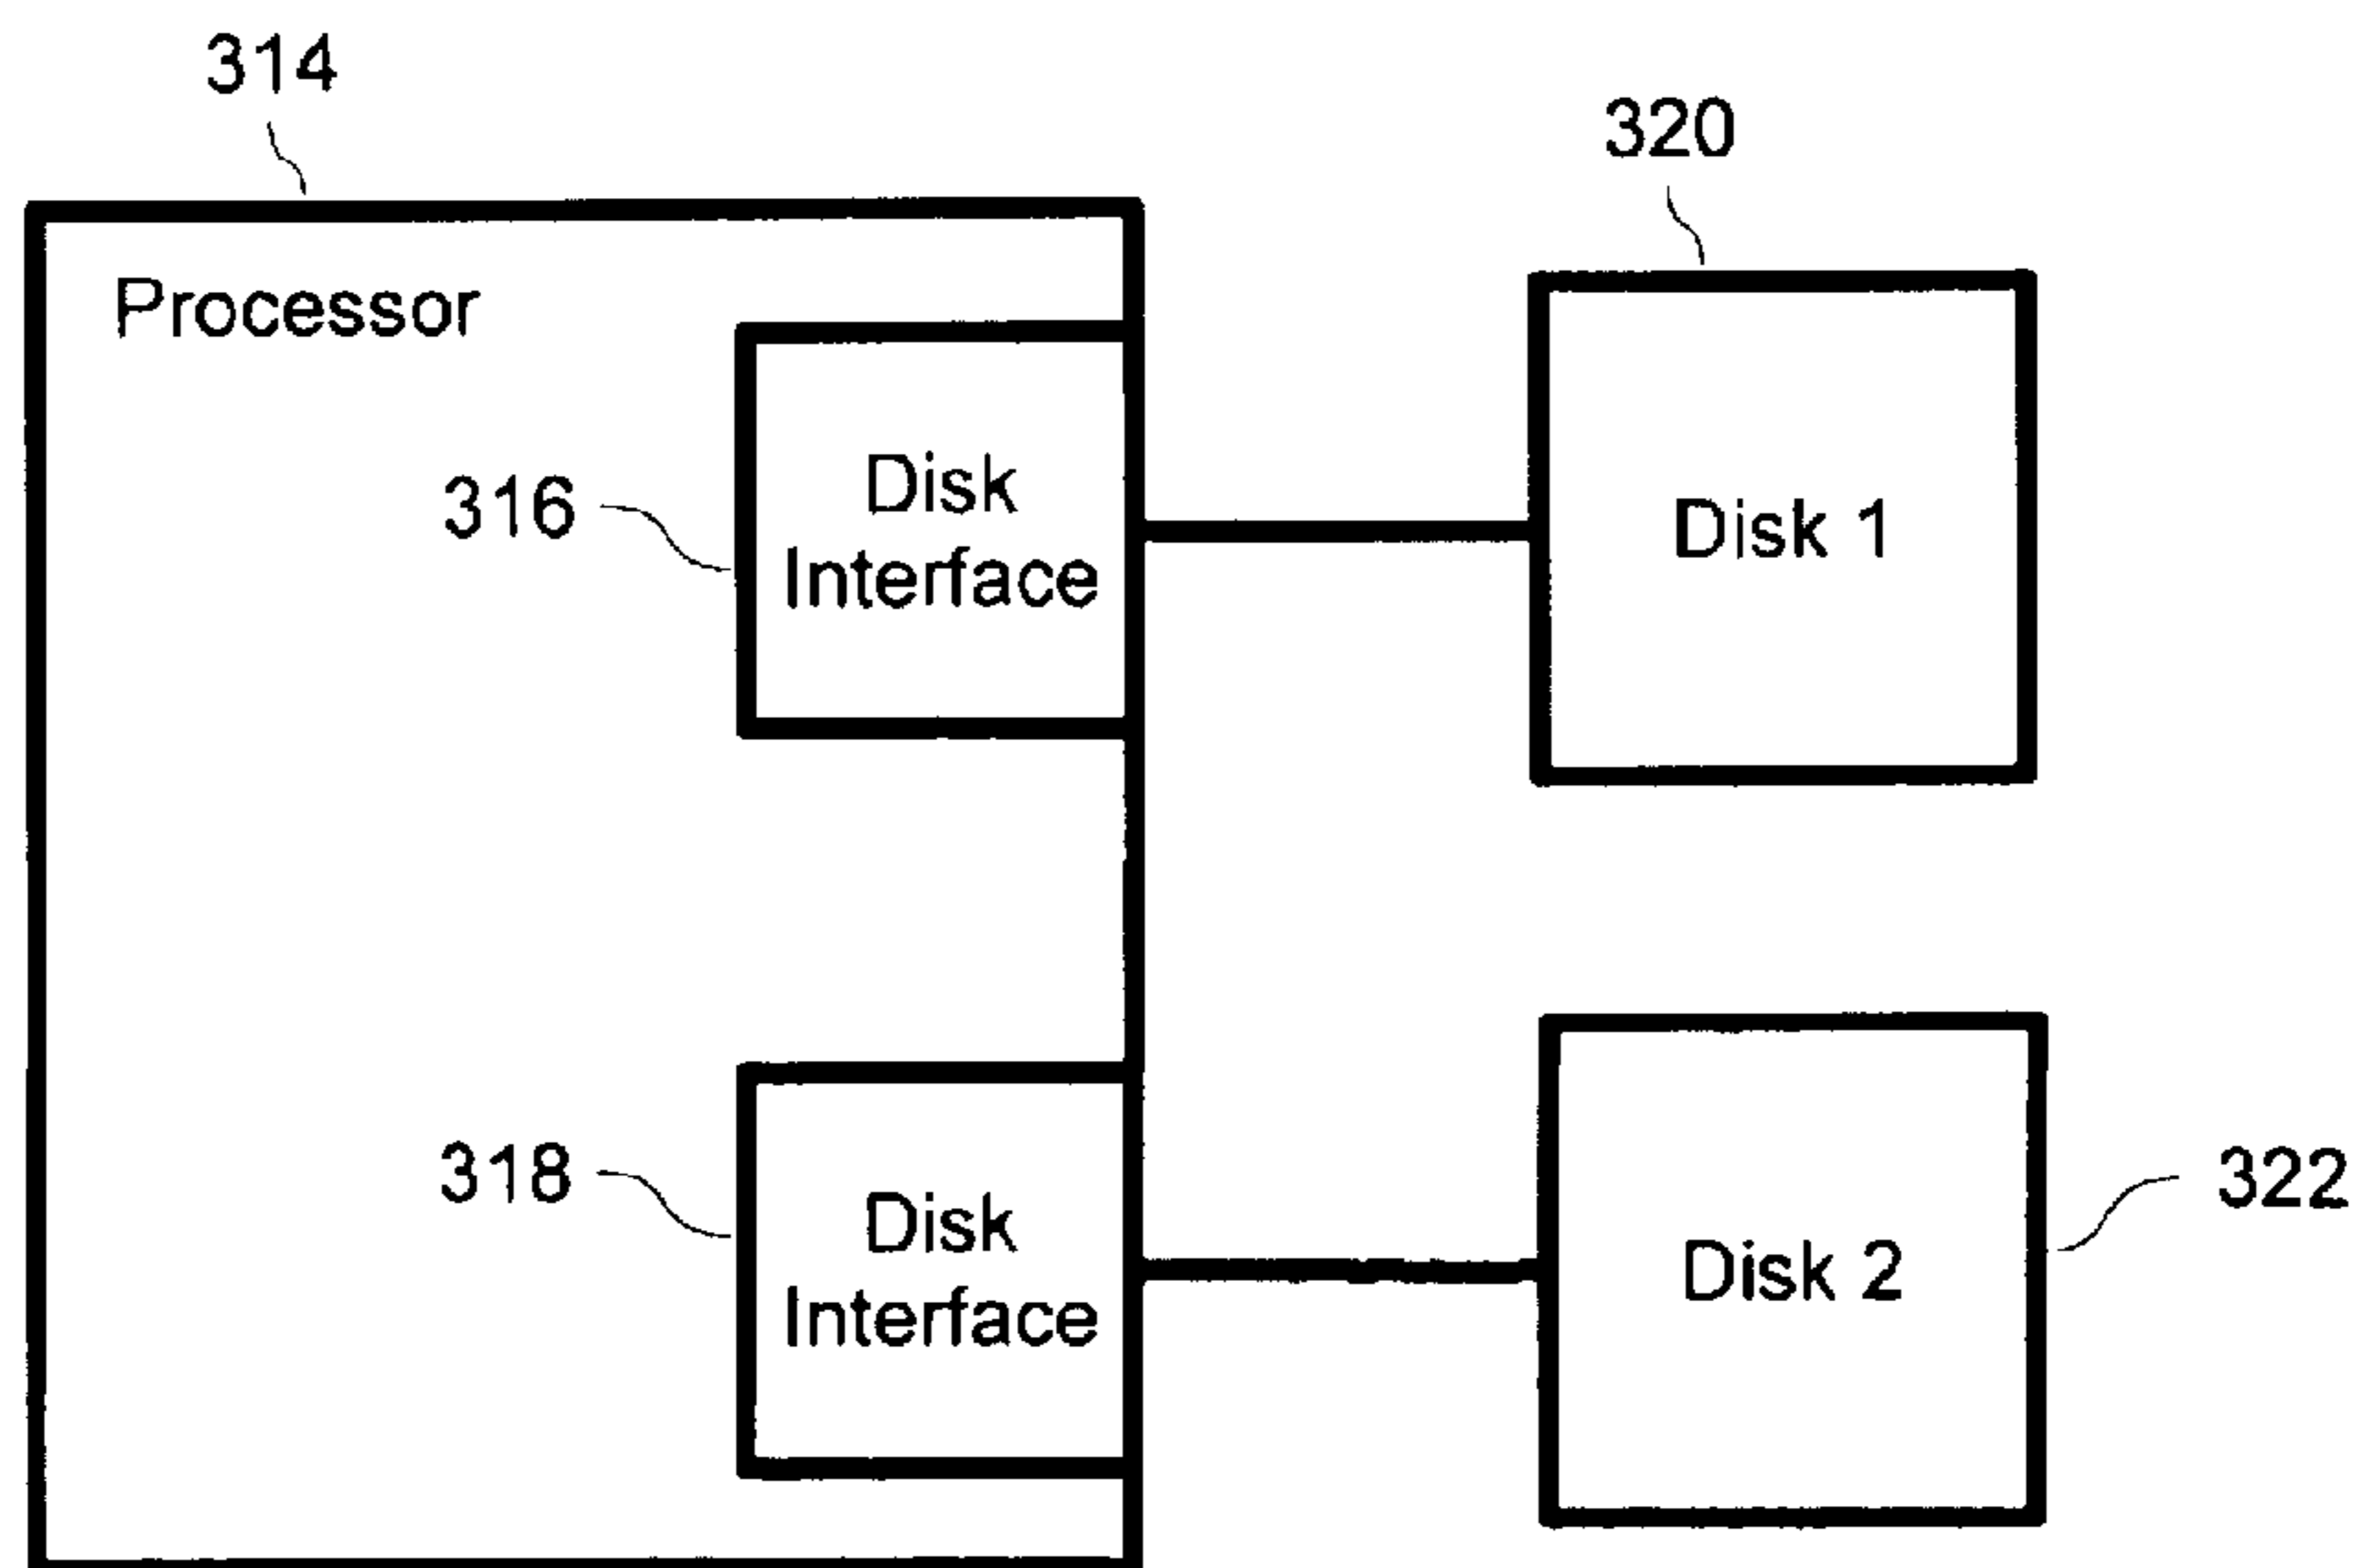 314
320
Processor
Disk
Interface
316
Disk 1
318
Disk
Interface
Disk 2
322